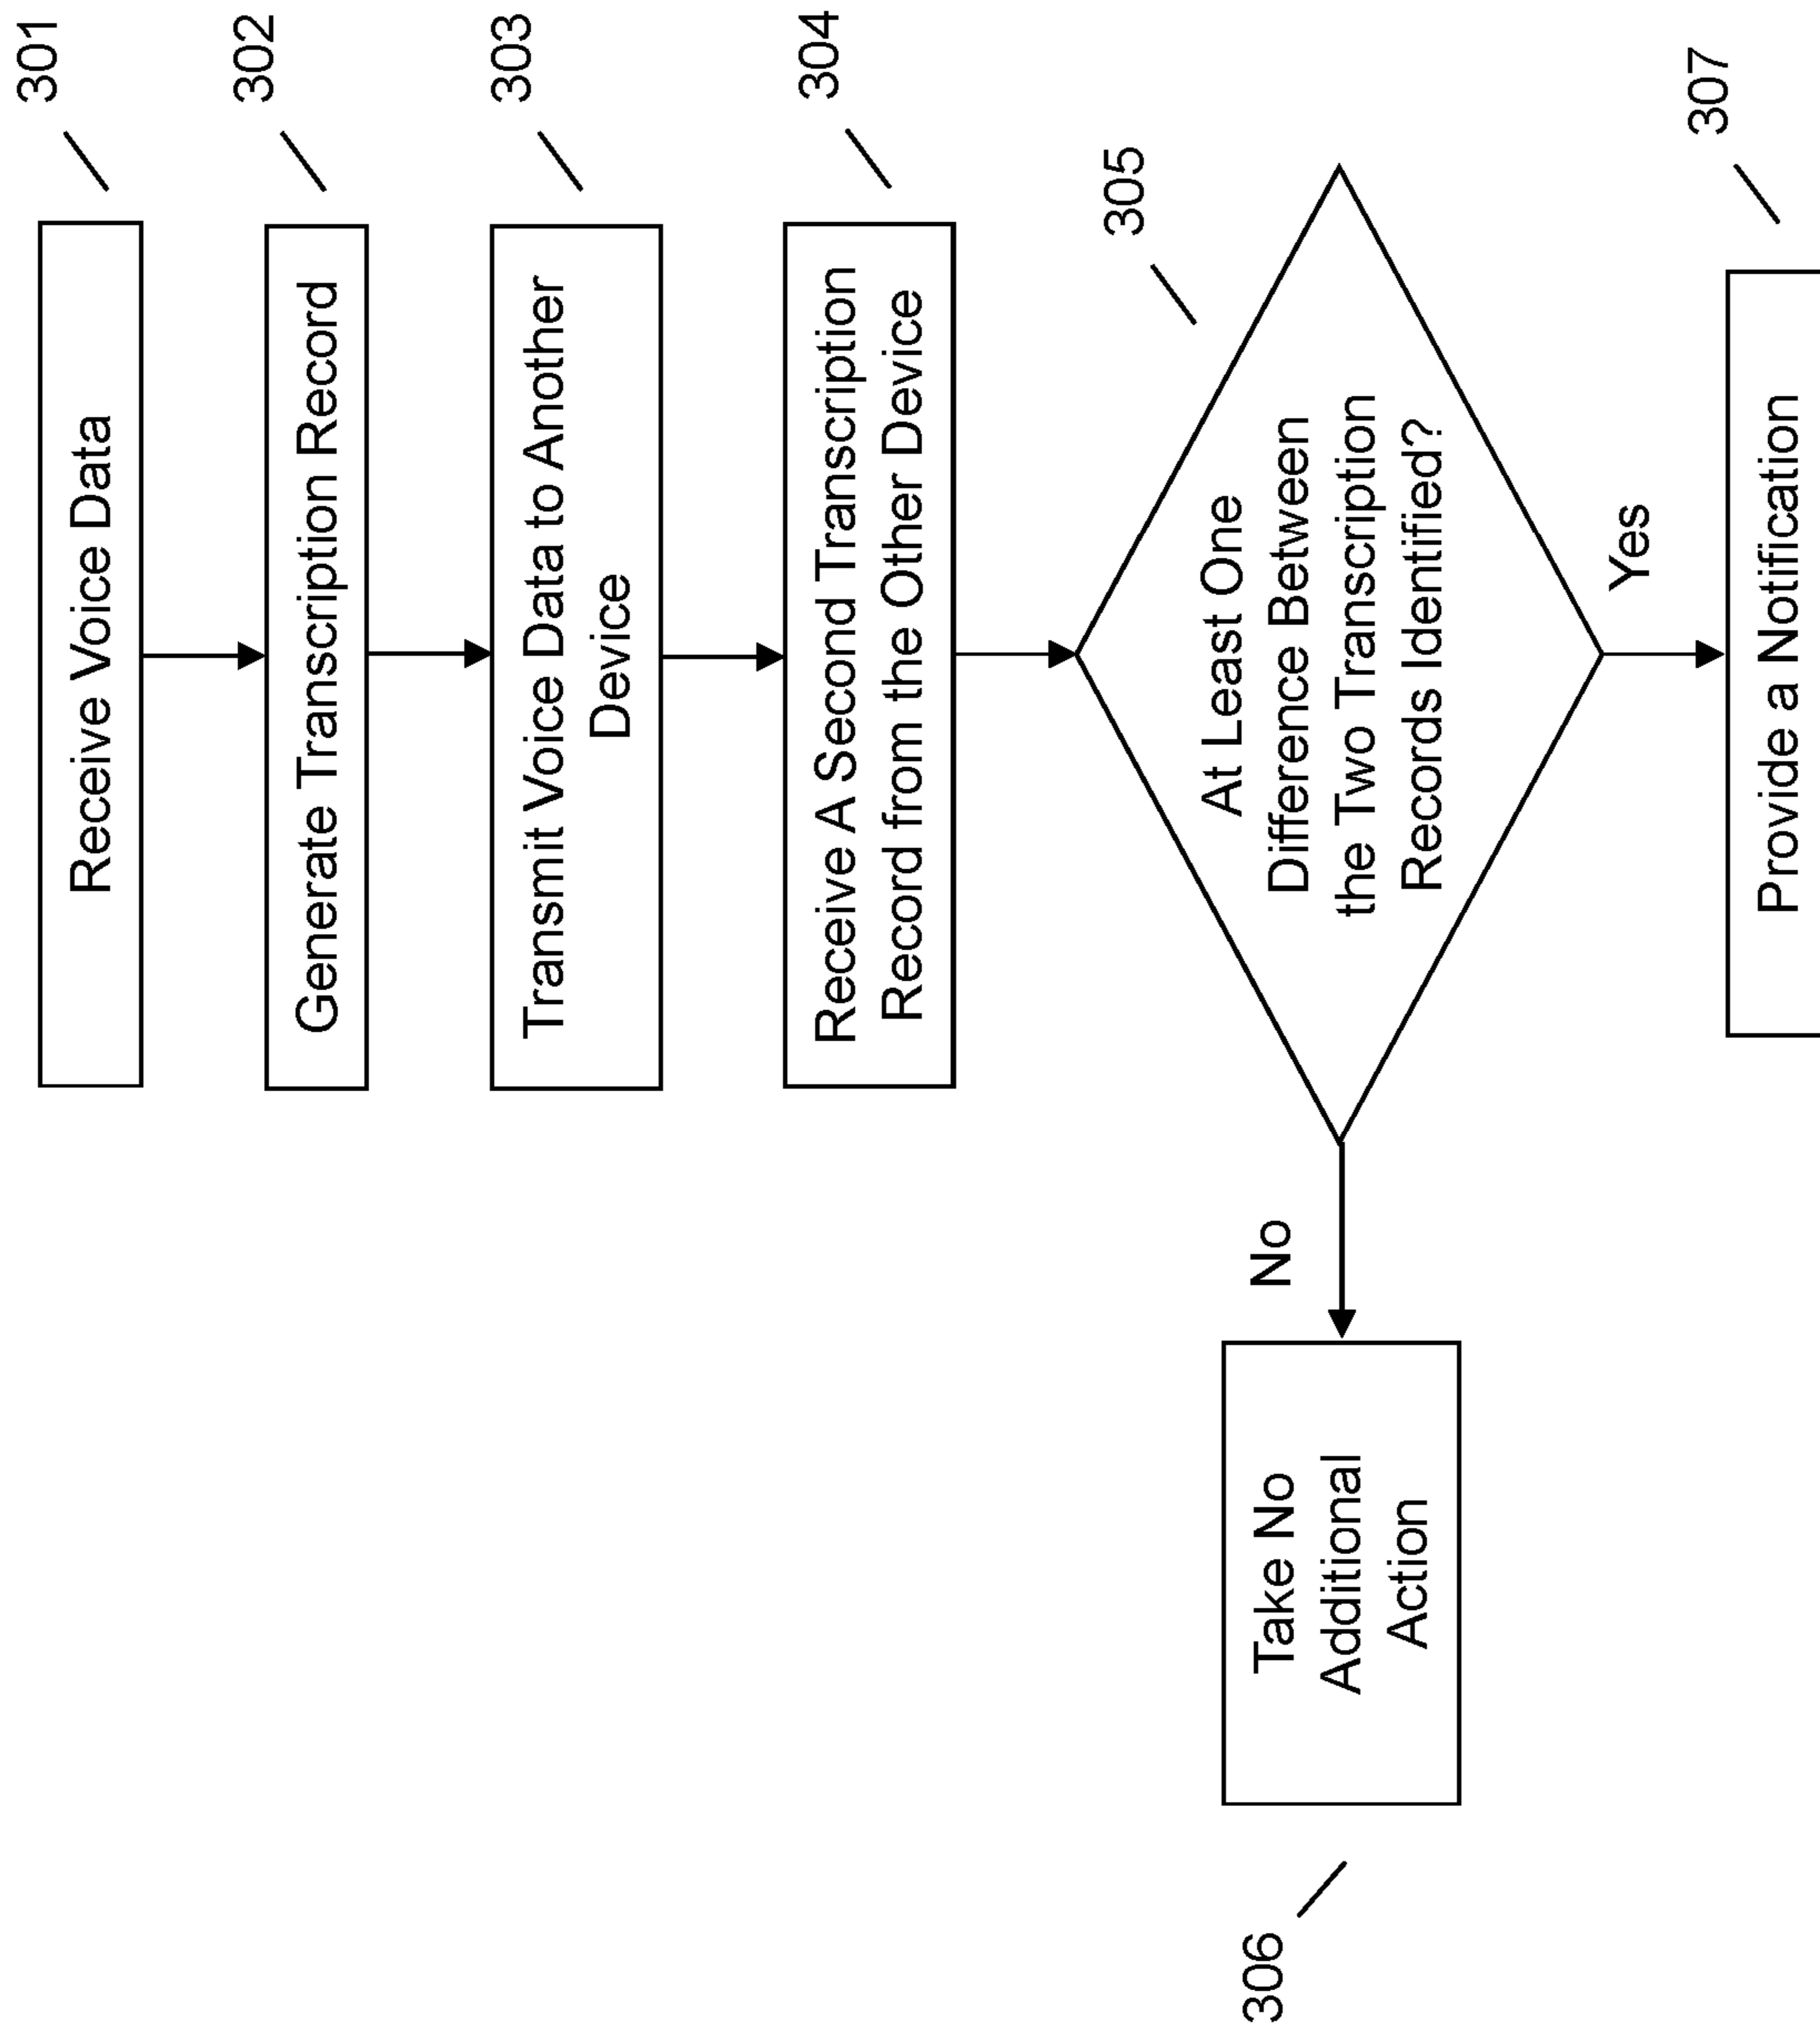 301
Receive Voice Data
302
Generate Transcription Record
303
Transmit Voice Data to Another
Device
304
Receive A Second Transcription
Record from the Other Device
305
At Least One
Difference Between
the Two Transcription
Records Identified?
No
306
Take No
Additional
Action
Yes
307
Provide a Notification